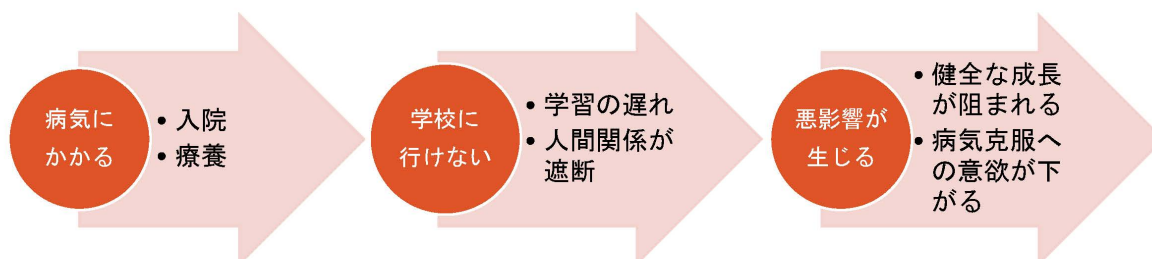 病気に
かかる
• 入院
• 療養
学校に
行けない
• 学習の遅れ
• 人間関係が
遮断
悪影響が
生じる
• 健全な成長
が阻まれる
• 病気克服へ
の意欲が下
がる